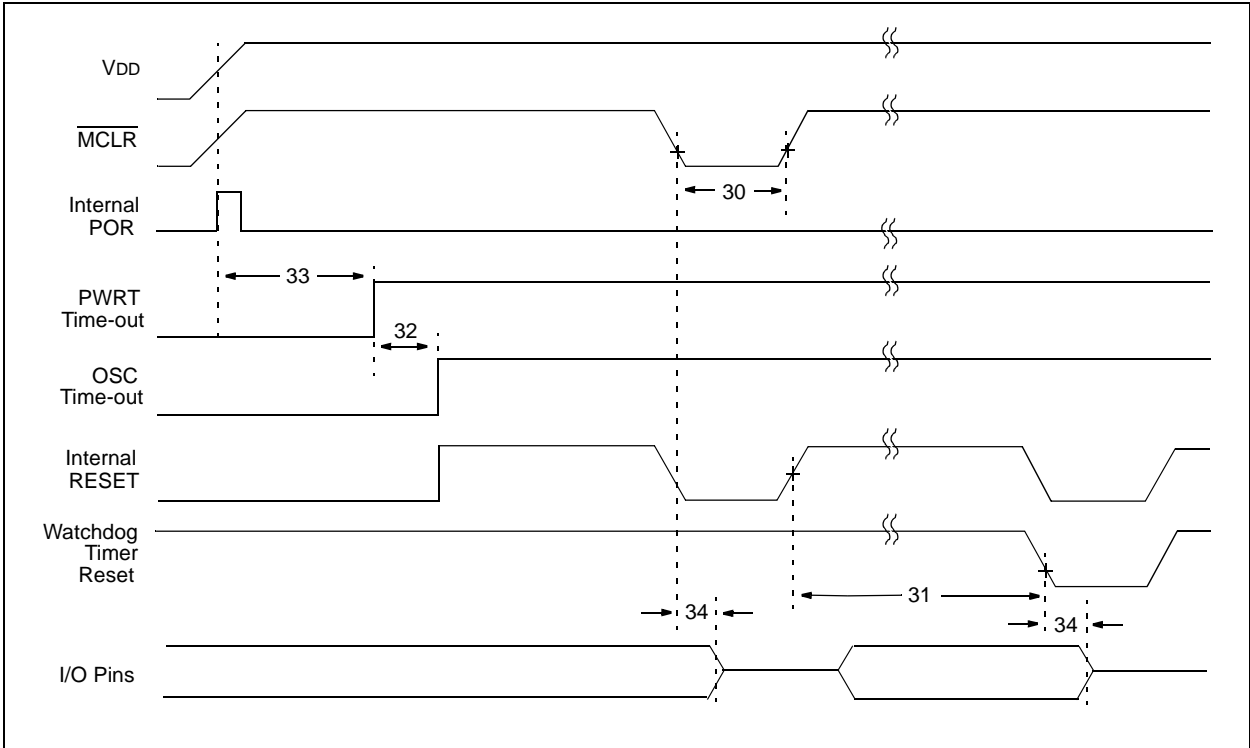 VDD
MCLR
30
Internal
POR
33
PWRT
Time-out
32
OSC
Time-out
Internal
RESET
Watchdog
Timer
Reset
31
34
34
I/O Pins